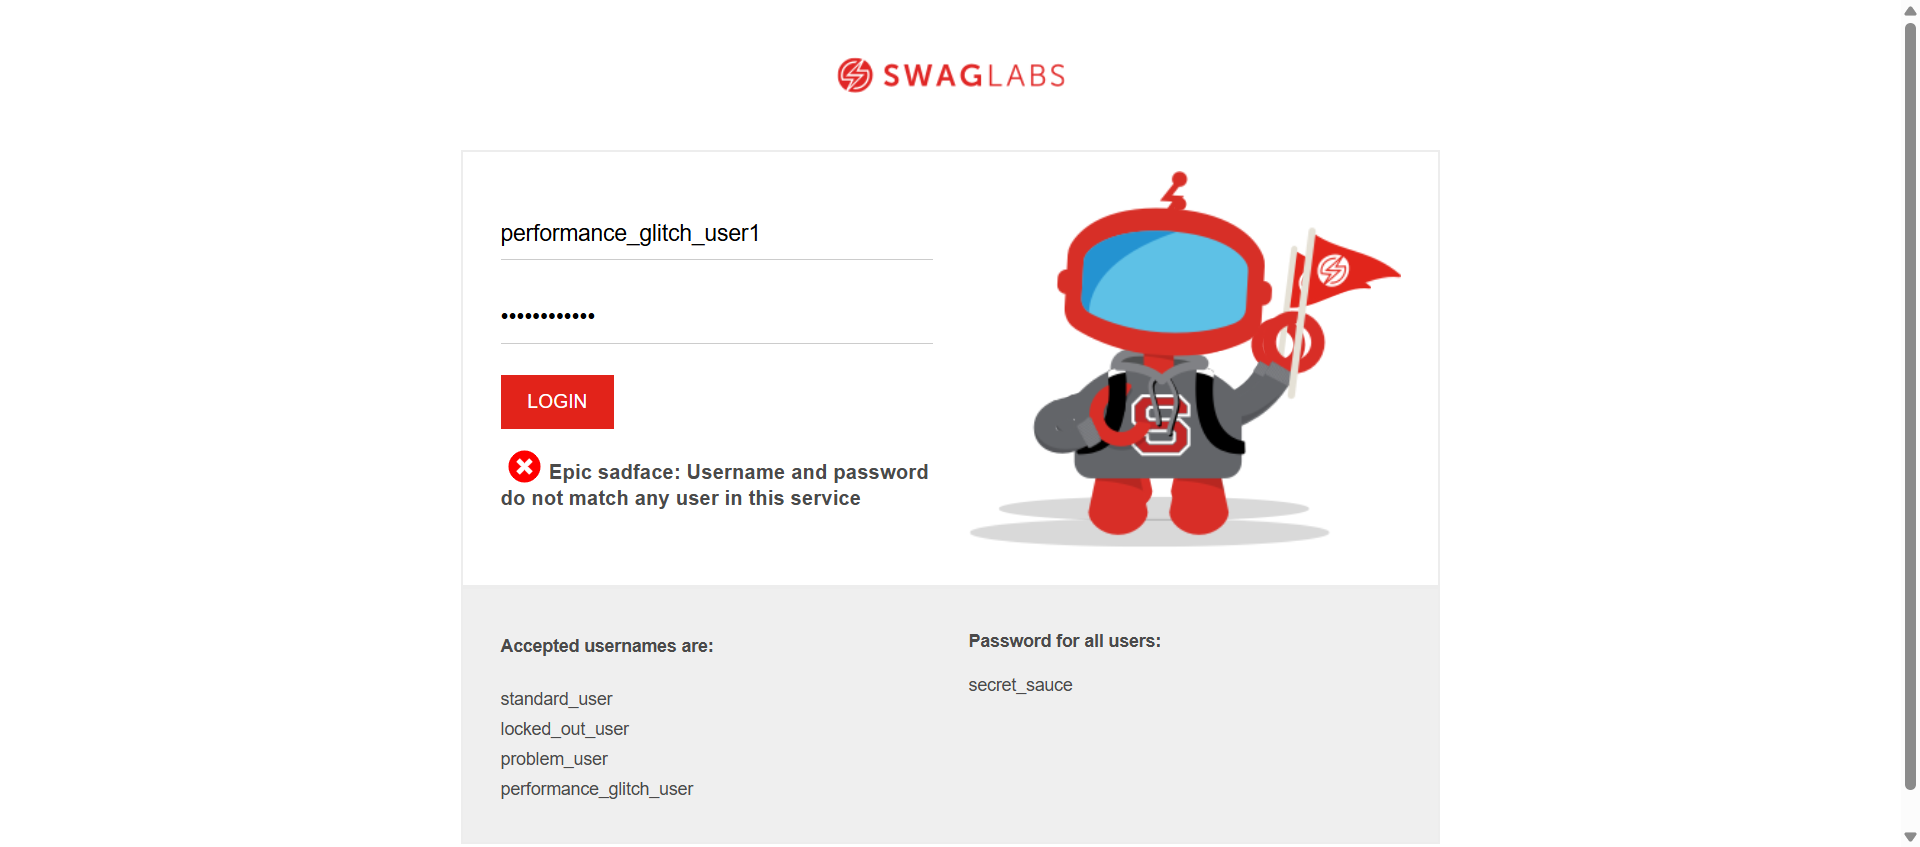 SWAGLABS
performance_glitch_user1
••••••••••••
LOGIN
Epic sadface: Username and password
do not match any user in this service
S
Accepted usernames are:
standard_user
locked_out_user
problem_user
performance_glitch_user
Password for all users:
secret_sauce